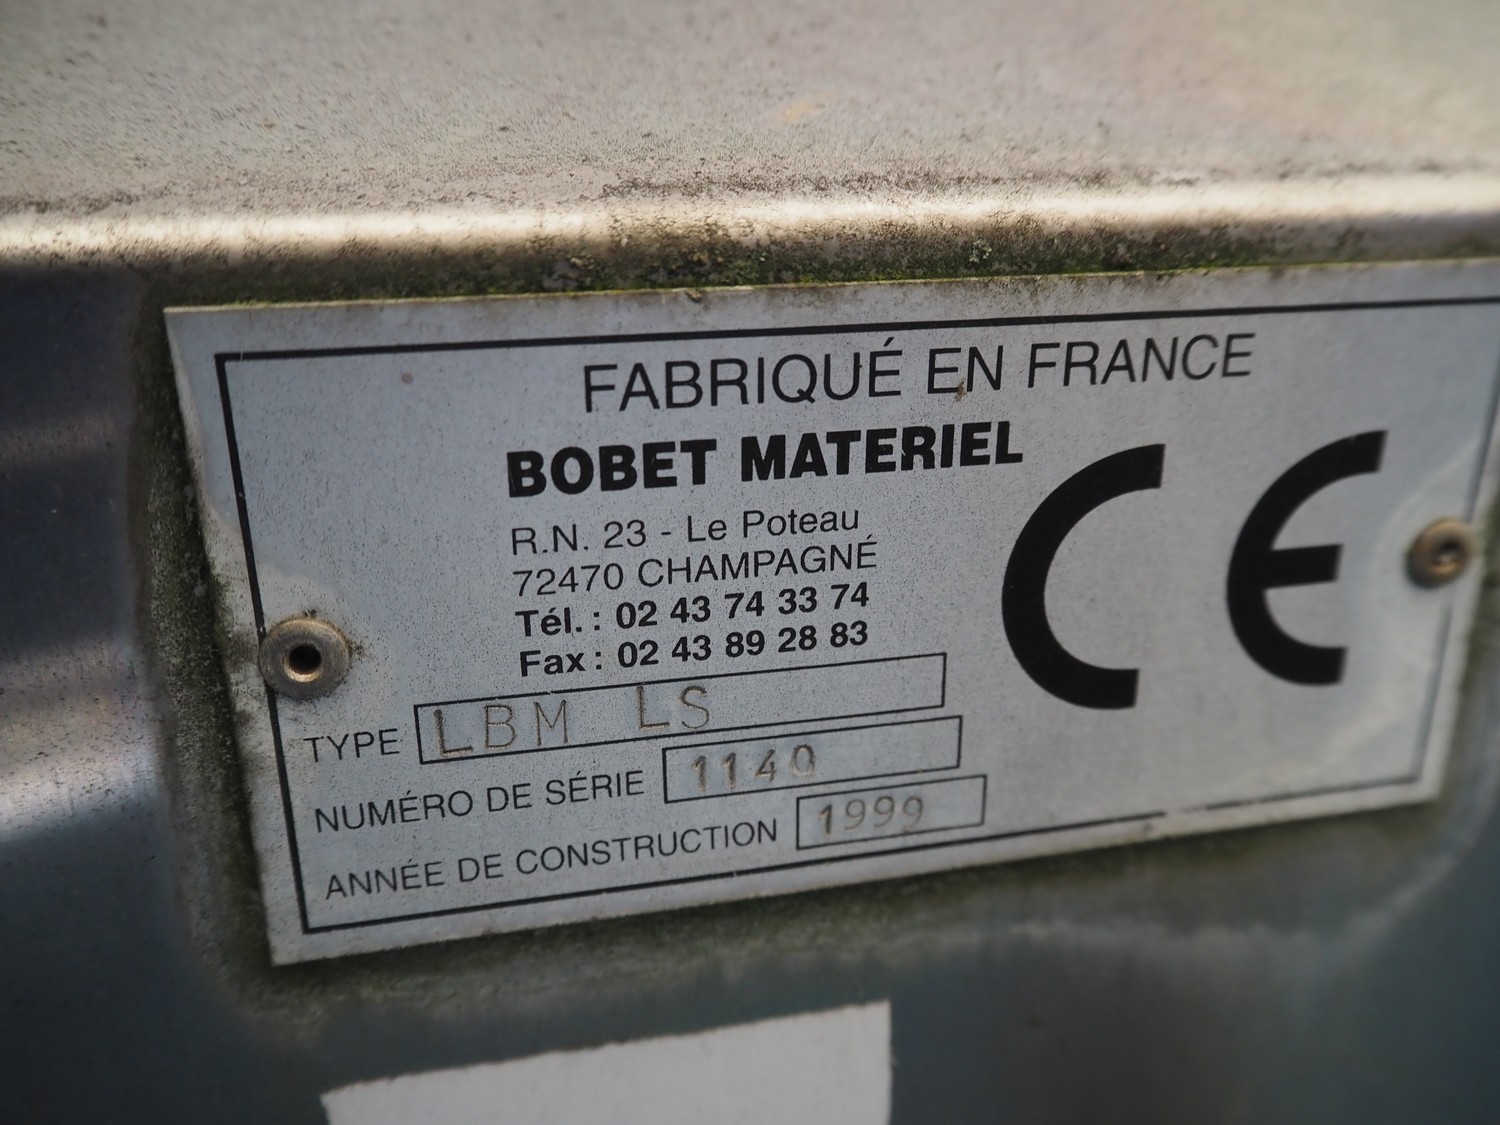 FABRIQUÉ EN FRANCE
BOBET MATERIEL
R.N. 23 - Le Poteau
72470 CHAMPAGNÉ
Tél. : 02 43 74 33 74
Fax : 02 43 89 28 83
CE
TYPE LBM LS
NUMÉRO DE SÉRIE 1140
ANNÉE DE CONSTRUCTION 1999